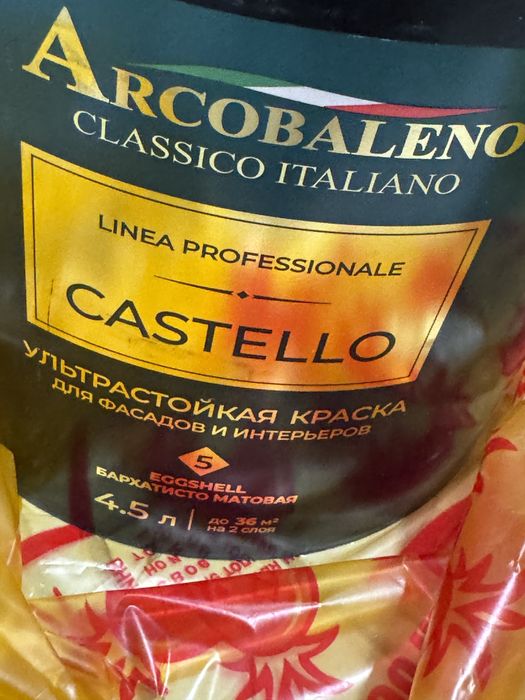 ARCOBALENO
CLASSICO ITALIANO
LINEA PROFESSIONALE
CASTELLO
УЛЬТРАСТОЙКАЯ КРАСКА
ДЛЯ ФАСАДОВ И ИНТЕРЬЕРОВ
5
EGGSHELL
БАРХАТИСТО МАТОВАЯ
4.5 л
до 36 м²
на 2 слоя